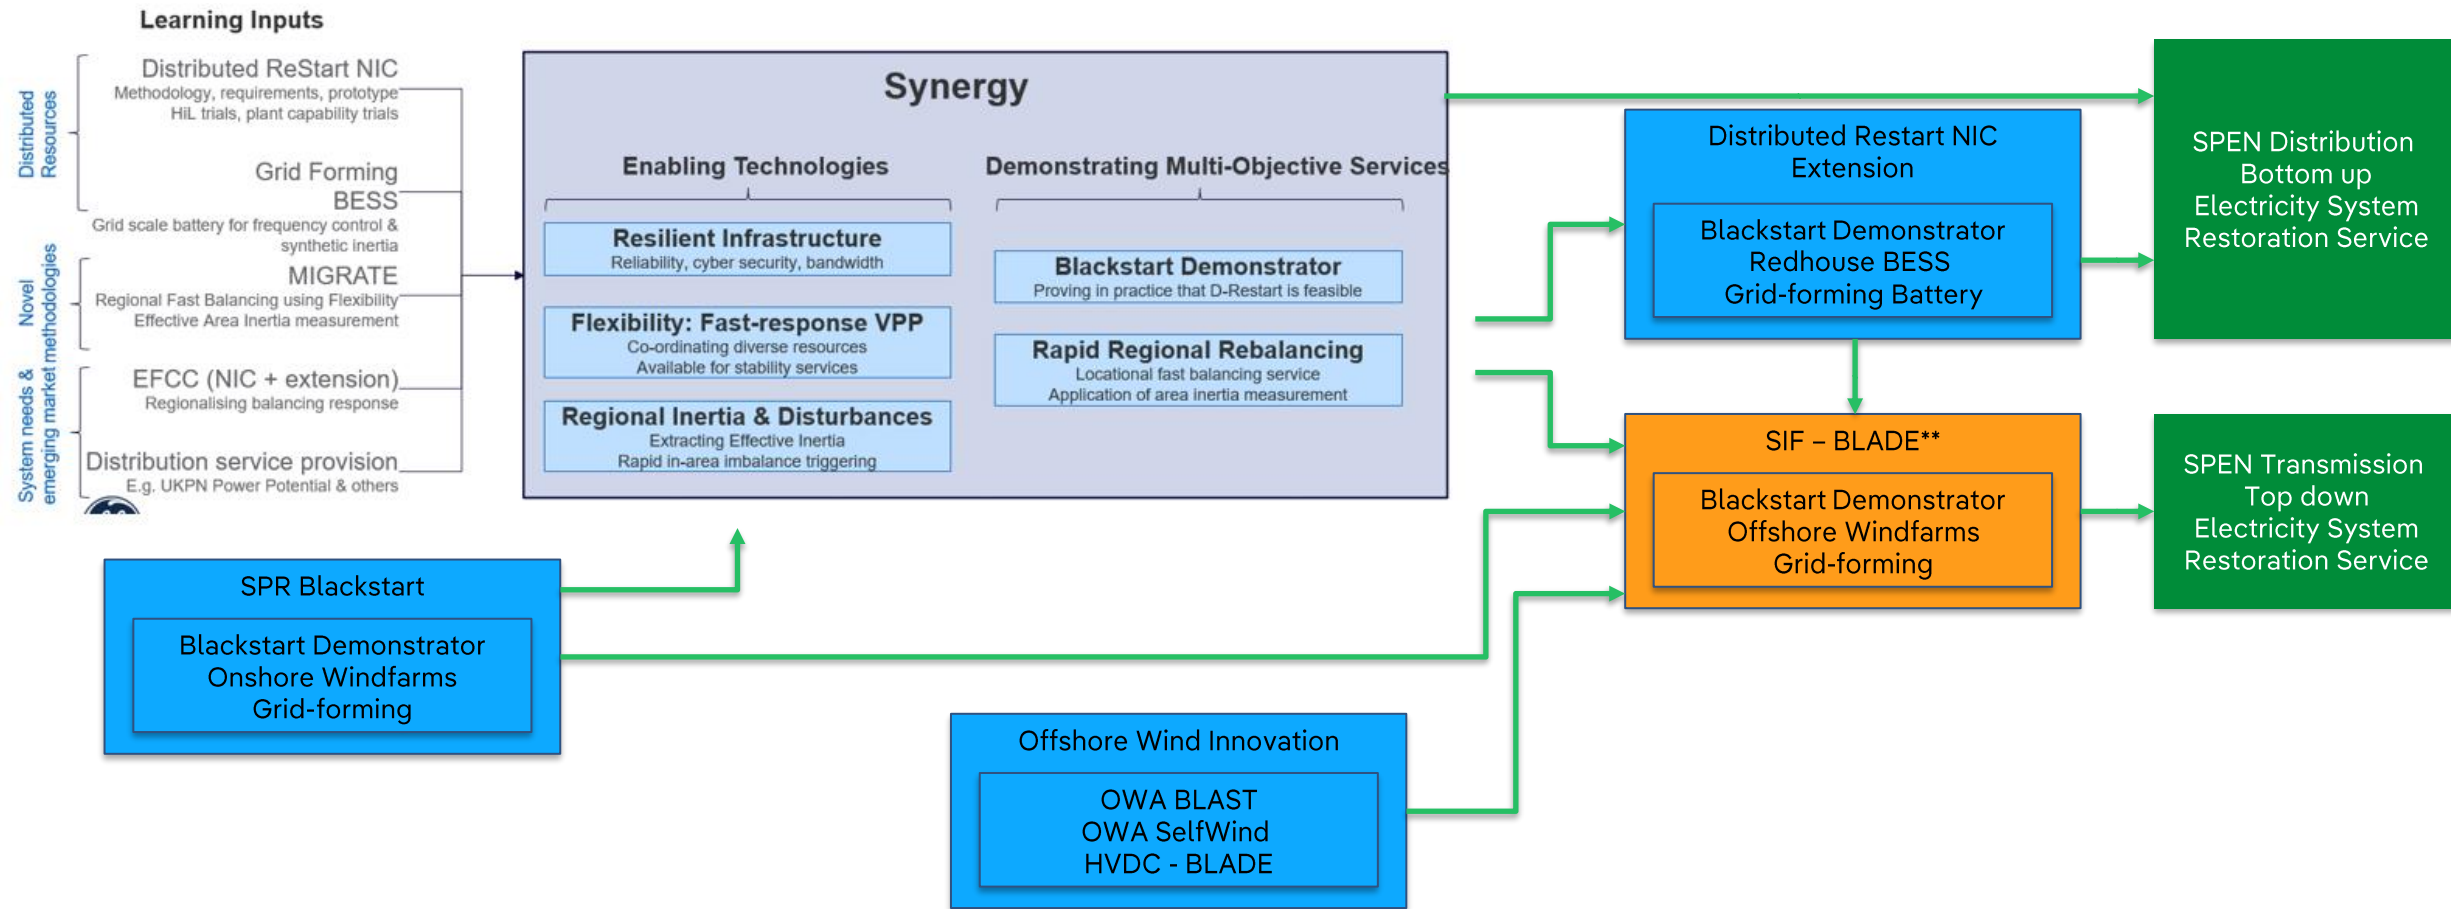 Learning Inputs
Distributed
Resources
Distributed ReStart NIC
Methodology, requirements, prototype
HiL trials, plant capability trials
Grid Forming
BESS
Grid scale battery for frequency control &
synthetic inertia
Novel
methodologies
MIGRATE
Regional Fast Balancing using Flexibility
Effective Area Inertia measurement
System needs &
emerging market
EFCC (NIC + extension)
Regionalising balancing response
Distribution service provision
E.g. UKPN Power Potential & others
Synergy
Enabling Technologies
Resilient Infrastructure
Reliability, cyber security, bandwidth
Flexibility: Fast-response VPP
Co-ordinating diverse resources
Available for stability services
Regional Inertia & Disturbances
Extracting Effective Inertia
Rapid in-area imbalance triggering
Demonstrating Multi-Objective Services
Blackstart Demonstrator
Proving in practice that D-Restart is feasible
Rapid Regional Rebalancing
Locational fast balancing service
Application of area inertia measurement
Distributed Restart NIC
Extension
Blackstart Demonstrator
Redhouse BESS
Grid-forming Battery
SPEN Distribution
Bottom up
Electricity System
Restoration Service
SIF – BLADE**
Blackstart Demonstrator
Offshore Windfarms
Grid-forming
SPEN Transmission
Top down
Electricity System
Restoration Service
SPR Blackstart
Blackstart Demonstrator
Onshore Windfarms
Grid-forming
Offshore Wind Innovation
OWA BLAST
OWA SelfWind
HVDC - BLADE